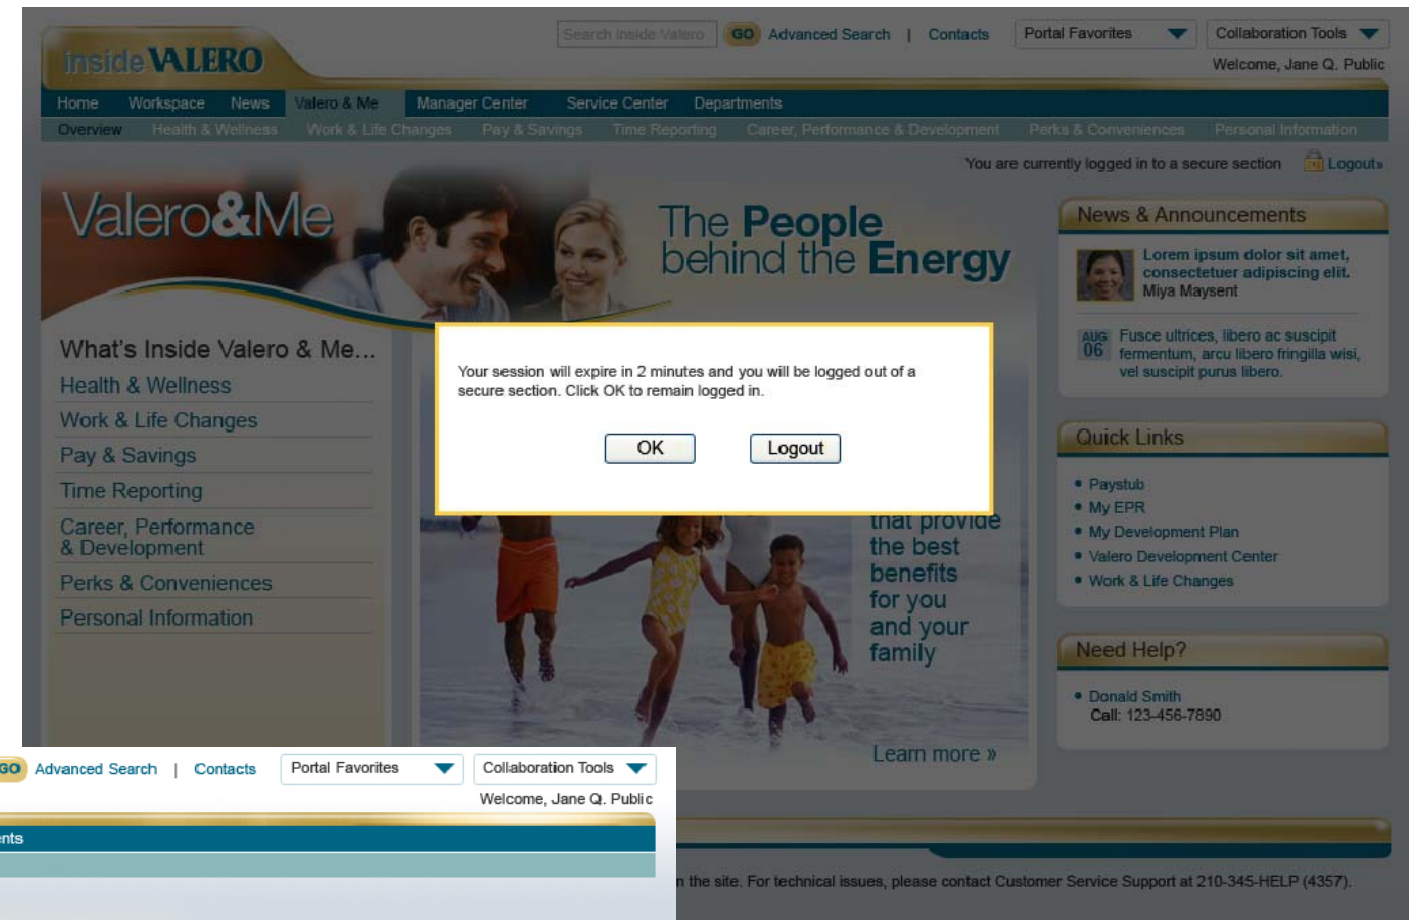 Search Inside Valero GO Advanced Search | Contacts Portal Favorites Collaboration Tools
inside VALERO
Welcome, Jane Q. Public
Home Workspace News Valero & Me Manager Center Service Center Departments
Overview Health & Wellness Work & Life Changes Pay & Savings Time Reporting Career, Performance & Development Perks & Conveniences Personal Information
You are currently logged in to a secure section Logout»
Valero&Me
The People
behind the Energy
What's Inside Valero & Me...
Health & Wellness
Work & Life Changes
Pay & Savings
Time Reporting
Career, Performance
& Development
Perks & Conveniences
Personal Information
Your session will expire in 2 minutes and you will be logged out of a
secure section. Click OK to remain logged in.
OK Logout
that provide
the best
benefits
for you
and your
family
Learn more »
News & Announcements
Lorem ipsum dolor sit amet,
consectetuer adipiscing elit.
Miya Maysent
AUG
06
Fusce ultrices, libero ac suscipit
fermentum, arcu libero fringilla wisi,
vel suscipit purus libero.
Quick Links
• Paystub
• My EPR
• My Development Plan
• Valero Development Center
• Work & Life Changes
Need Help?
• Donald Smith
Call: 123-456-7890
GO Advanced Search | Contacts Portal Favorites Collaboration Tools
Welcome, Jane Q. Public
ents
n the site. For technical issues, please contact Customer Service Support at 210-345-HELP (4357).